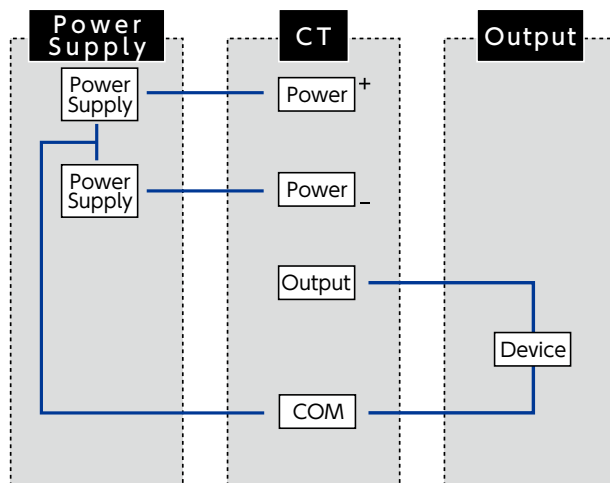 Power
Supply
CT
Output
Power
Supply
Power +
Power
Supply
Power -
Output
Device
COM